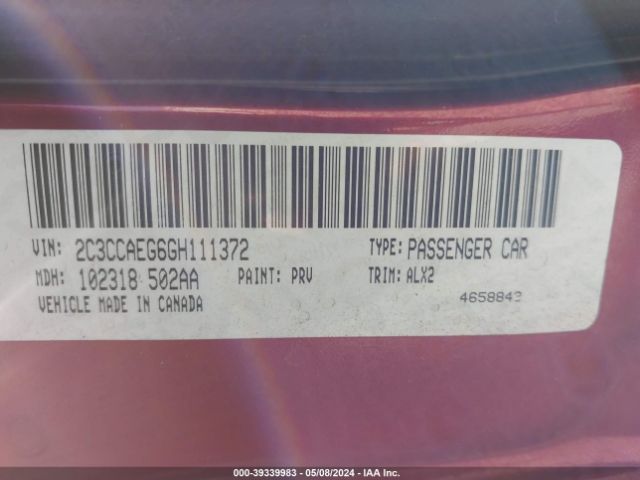 VIN: 2C3CCAEG6GH111372 TYPE: PASSENGER CAR
MDH: 102318 502AA PAINT: PRV TRIM: ALX2
VEHICLE MADE IN CANADA 4658842
000-39339983 - 05/08/2024 - IAA Inc.